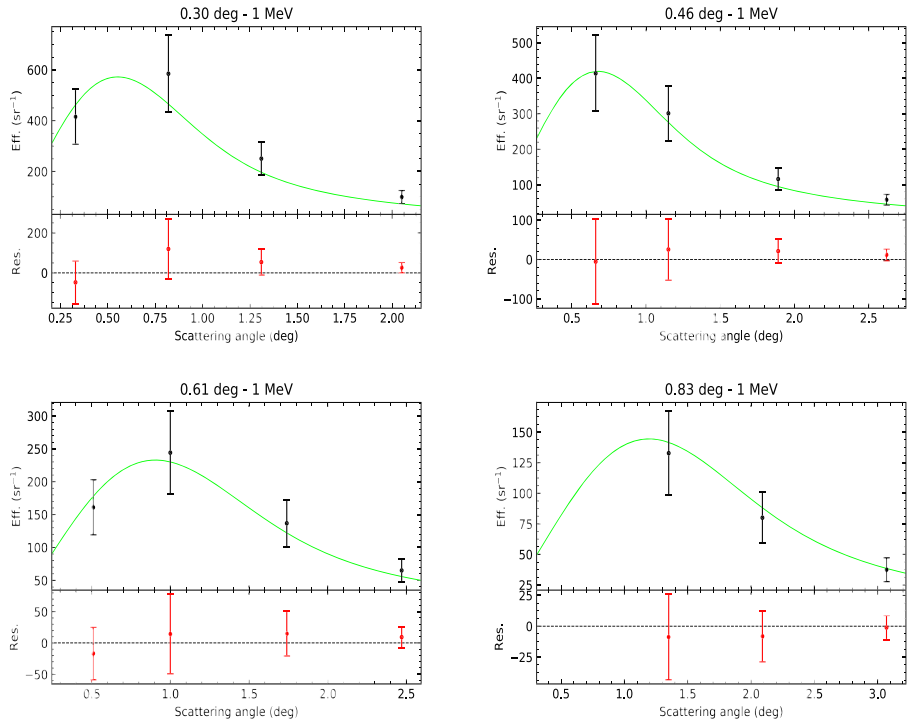 0.30 deg - 1 MeV
Eff. (sr⁻¹)
600
400
200
Res.
200
0
0.25 0.50 0.75 1.00 1.25 1.50 1.75 2.00
Scattering angle (deg)
0.46 deg - 1 MeV
Eff. (sr⁻¹)
500
400
300
200
100
Res.
100
0
−100
0.5 1.0 1.5 2.0 2.5
Scattering angle (deg)
0.61 deg - 1 MeV
Eff. (sr⁻¹)
300
250
200
150
100
50
Res.
50
0
−50
0.5 1.0 1.5 2.0 2.5
Scattering angle (deg)
0.83 deg - 1 MeV
Eff. (sr⁻¹)
150
125
100
75
50
25
Res.
25
0
−25
0.5 1.0 1.5 2.0 2.5 3.0
Scattering angle (deg)